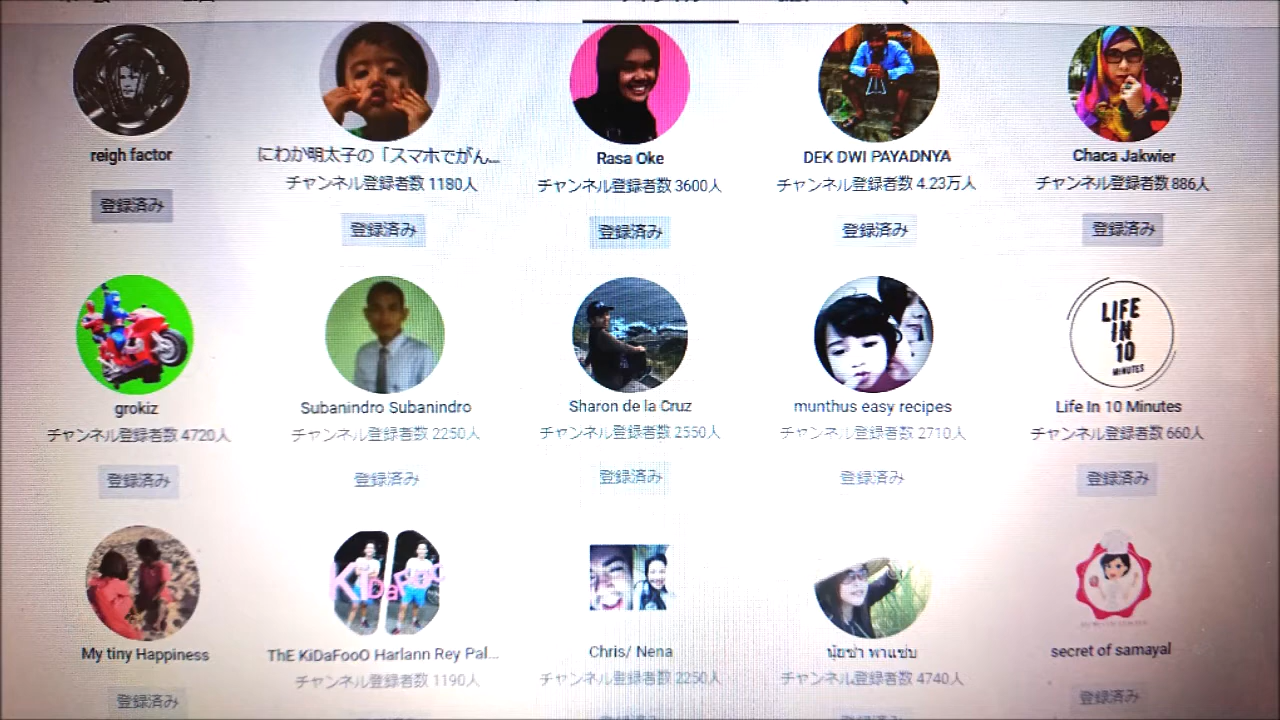 reigh factor
登録済み
にわか明太子の「スマホでがん...
チャンネル登録者数 1180人
登録済み
Rasa Oke
チャンネル登録者数 3600人
登録済み
DEK DWI PAYADNYA
チャンネル登録者数 4.23万人
登録済み
Chaca Jakwier
チャンネル登録者数 886人
登録済み
grokiz
チャンネル登録者数 4720人
登録済み
Subanindro Subanindro
チャンネル登録者数 2250人
登録済み
Sharon de la Cruz
チャンネル登録者数 2550人
登録済み
munthus easy recipes
チャンネル登録者数 2710人
登録済み
LIFE
IN
10
MINUTES
Life In 10 Minutes
チャンネル登録者数 660人
登録済み
My tiny Happiness
登録済み
ThE KiDaFooO Harlann Rey Pal...
チャンネル登録者数 1190人
Chris/ Nena
チャンネル登録者数 2250人
チャンネル登録者数 4740人
secret of samayal
登録済み